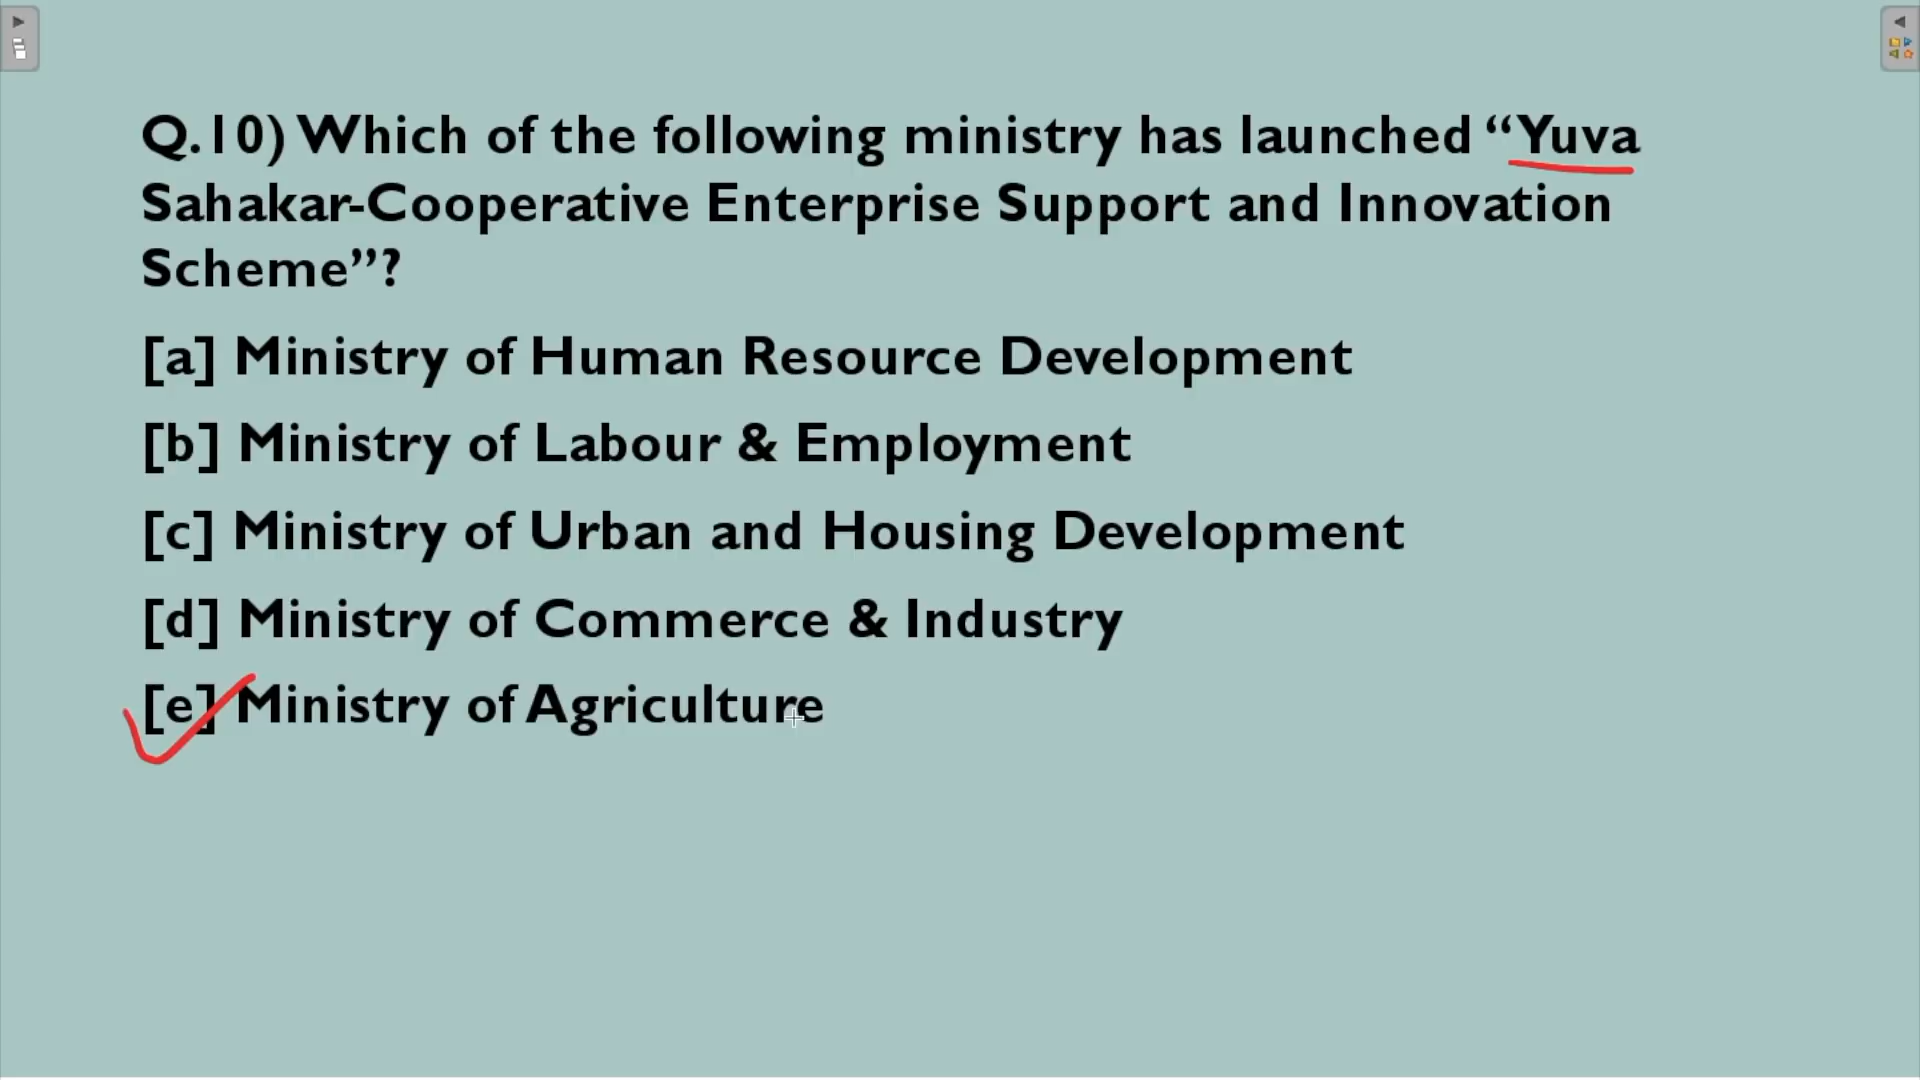 Q.10) Which of the following ministry has launched “Yuva
Sahakar-Cooperative Enterprise Support and Innovation
Scheme”?
[a] Ministry of Human Resource Development
[b] Ministry of Labour & Employment
[c] Ministry of Urban and Housing Development
[d] Ministry of Commerce & Industry
[e] Ministry of Agriculture